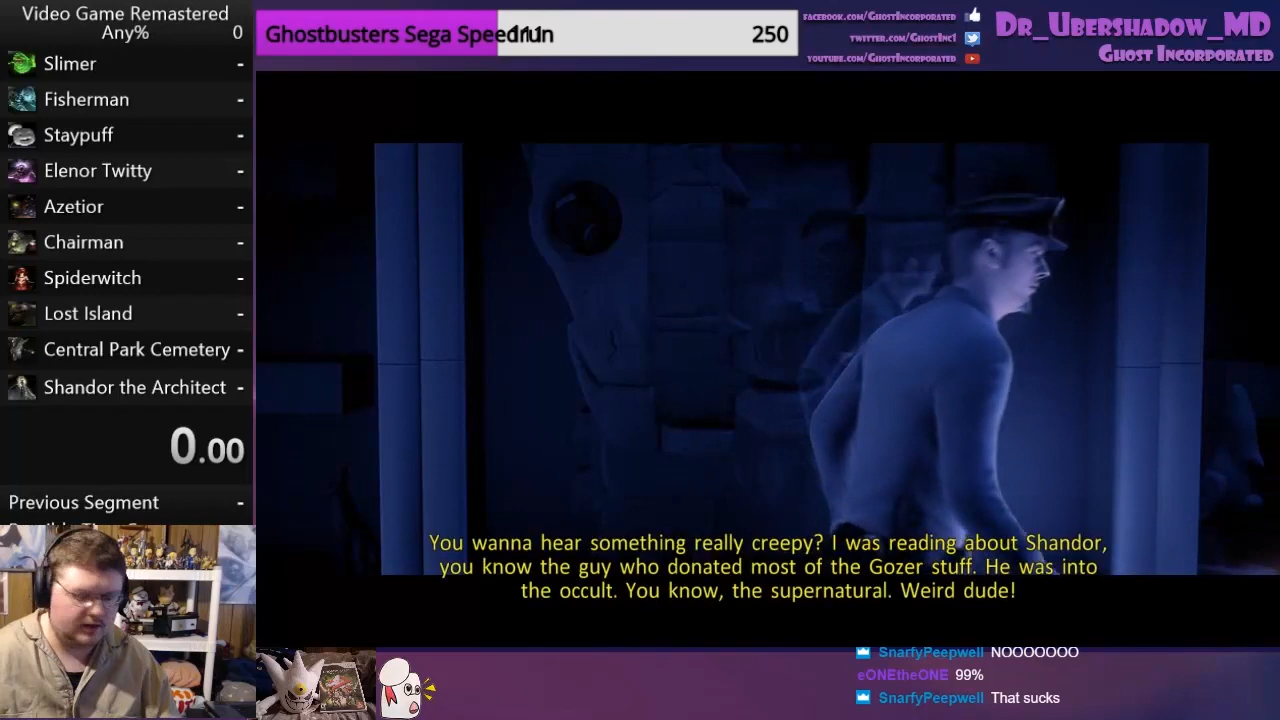 Video Game Remastered
Any% 0
Slimer -
Fisherman -
Staypuff -
Elenor Twitty -
Azetior -
Chairman -
Spiderwitch -
Lost Island -
Central Park Cemetery -
Shandor the Architect -
0.00
Previous Segment -
Ghostbusters Sega Speedrun
250
facebook.com/GhostIncorporated
twitter.com/GhostInc1
youtube.com/GhostIncorporated
Dr_Ubershadow_MD
Ghost Incorporated
You wanna hear something really creepy? I was reading about Shandor,
you know the guy who donated most of the Gozer stuff. He was into
the occult. You know, the supernatural. Weird dude!
SnarfyPeepwell NOOOOOOO
eONEtheONE 99%
SnarfyPeepwell That sucks